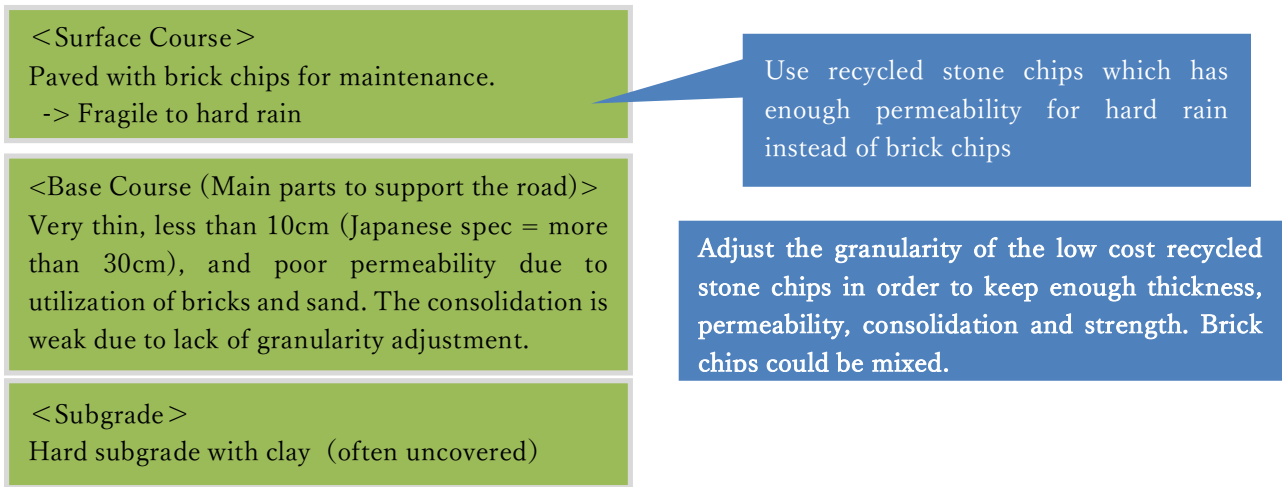 ＜Surface Course＞
Paved with brick chips for maintenance.
-> Fragile to hard rain
Use recycled stone chips which has
enough permeability for hard rain
instead of brick chips
<Base Course (Main parts to support the road)>
Very thin, less than 10cm (Japanese spec = more
than 30cm), and poor permeability due to
utilization of bricks and sand. The consolidation is
weak due to lack of granularity adjustment.
Adjust the granularity of the low cost recycled
stone chips in order to keep enough thickness,
permeability, consolidation and strength. Brick
chips could be mixed.
＜Subgrade＞
Hard subgrade with clay（often uncovered）